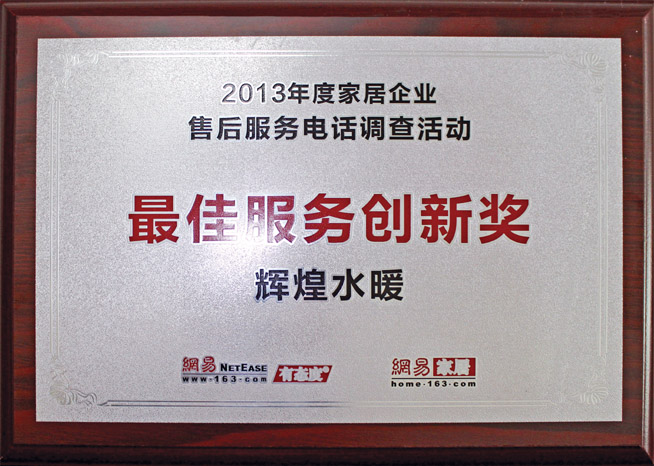 2013年度家居企业
售后服务电话调查活动
最佳服务创新奖
辉煌水暖
網易 NETEASE 有态度
www·163·com
網易 家居
home·163·com